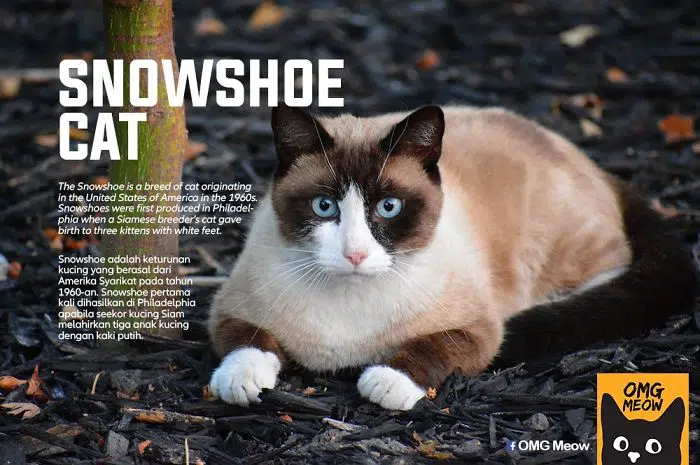 SNOWSHOE
CAT
The Snowshoe is a breed of cat originating
in the United States of America in the 1960s.
Snowshoes were first produced in Philadel-
phia when a Siamese breeder's cat gave
birth to three kittens with white feet.
Snowshoe adalah keturunan
kucing yang berasal dari
Amerika Syarikat pada tahun
1960-an. Snowshoe pertama
kali dihasilkan di Philadelphia
apabila seekor kucing Siam
melahirkan tiga anak kucing
dengan kaki putih.
f OMG Meow
OMG
MEOW